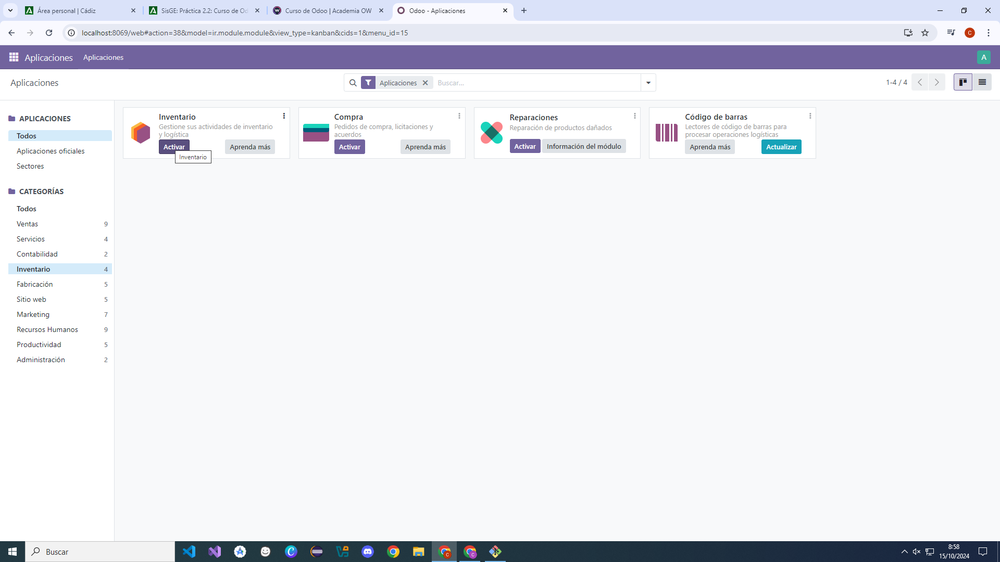 Área personal | Cádiz
SisGE: Práctica 2.2: Curso de Od
Curso de Odoo | Academia OW
Odoo - Aplicaciones
localhost:8069/web#action=38&model=ir.module.module&view_type=kanban&cids=1&menu_id=15
C
Aplicaciones
Aplicaciones
A
Aplicaciones
Aplicaciones
Buscar...
1-4 / 4
APLICACIONES
Todos
Aplicaciones oficiales
Sectores
CATEGORÍAS
Todos
Ventas 9
Servicios 4
Contabilidad 2
Inventario 4
Fabricación 5
Sitio web 5
Marketing 7
Recursos Humanos 9
Productividad 5
Administración 2
Inventario
Gestione sus actividades de inventario
y logística
Activar
Aprenda más
Inventario
Compra
Pedidos de compra, licitaciones y
acuerdos
Activar
Aprenda más
Reparaciones
Reparación de productos dañados
Activar
Información del módulo
Código de barras
Lectores de código de barras para
procesar operaciones logísticas
Aprenda más
Actualizar
Buscar
8:58
15/10/2024